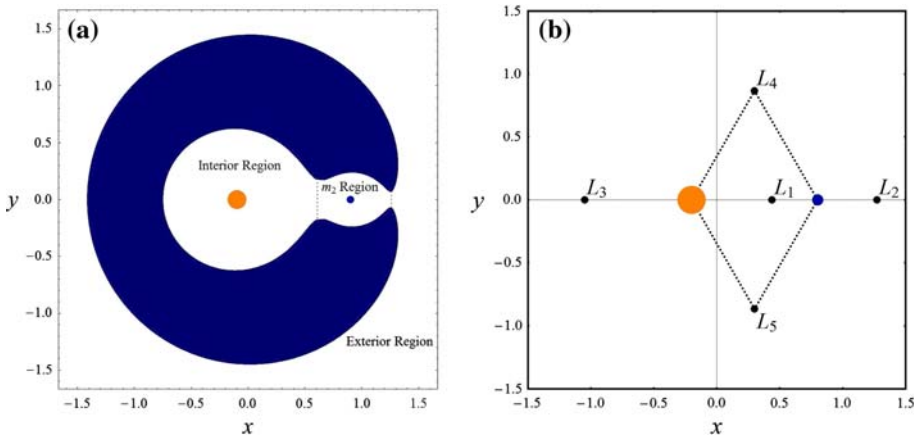 (a)
1.5
1.0
0.5
0.0
−0.5
−1.0
−1.5
y
Interior Region
m₂ Region
Exterior Region
−1.5 −1.0 −0.5 0.0 0.5 1.0 1.5
x
(b)
1.5
1.0
0.5
0.0
−0.5
−1.0
−1.5
y
L₄
L₃
L₁
L₂
L₅
−1.5 −1.0 −0.5 0.0 0.5 1.0 1.5
x